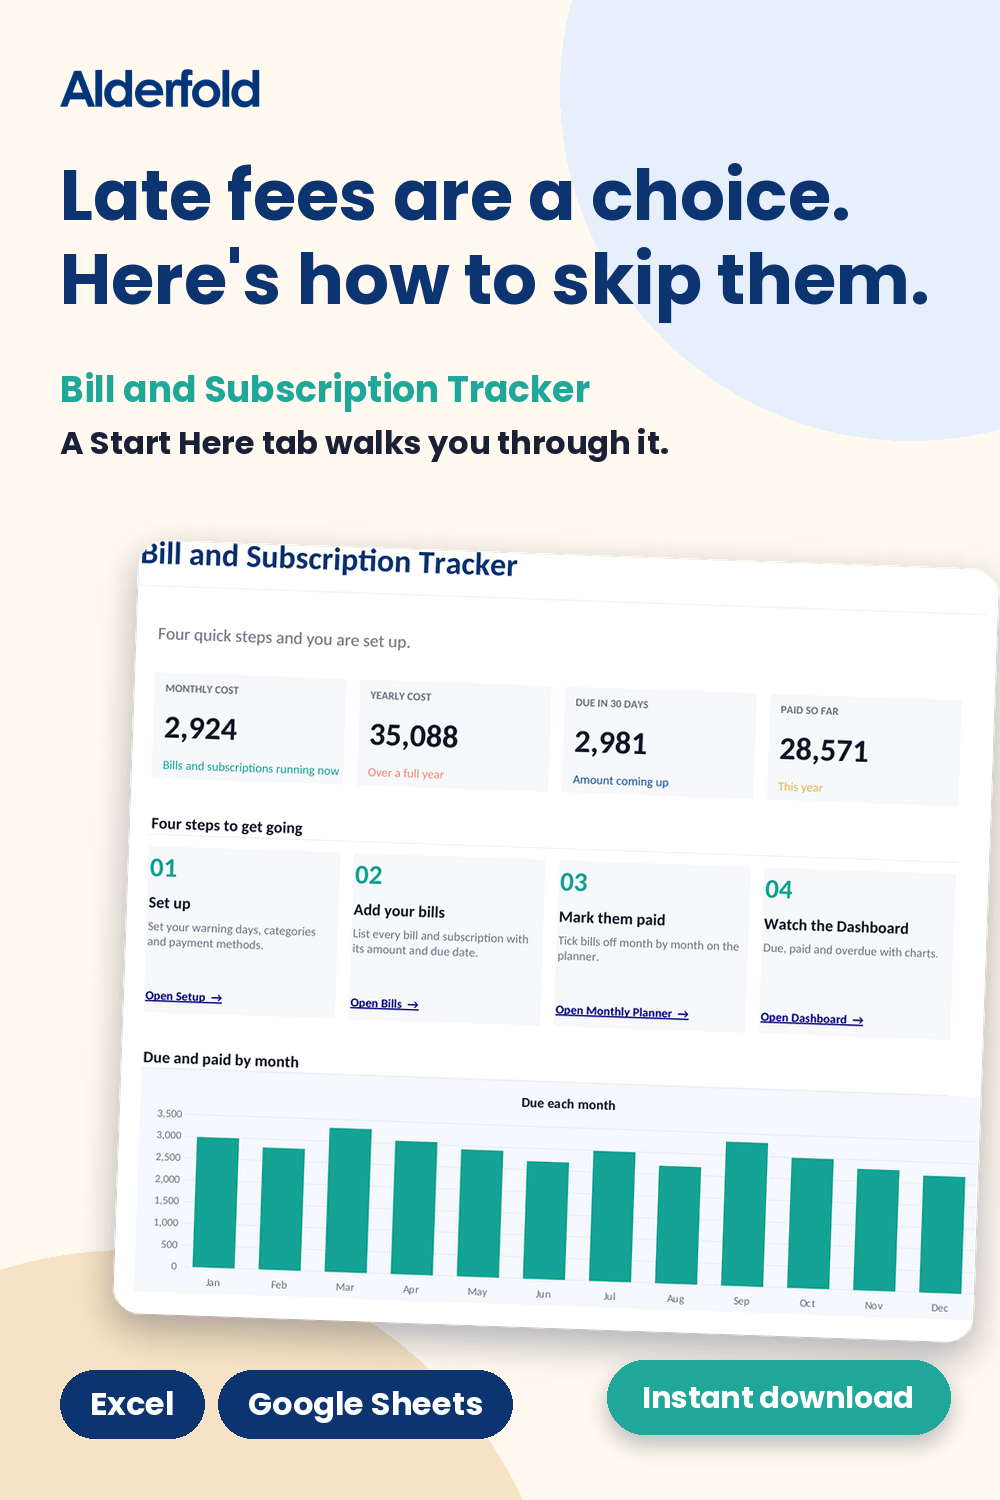 Alderfold
Late fees are a choice.
Here's how to skip them.
Bill and Subscription Tracker
A Start Here tab walks you through it.
Bill and Subscription Tracker
Four quick steps and you are set up.
MONTHLY COST
2,924
Bills and subscriptions running now
YEARLY COST
35,088
Over a full year
DUE IN 30 DAYS
2,981
Amount coming up
PAID SO FAR
28,571
This year
Four steps to get going
01
Set up
Set your warning days, categories
and payment methods.
Open Setup →
02
Add your bills
List every bill and subscription with
its amount and due date.
Open Bills →
03
Mark them paid
Tick bills off month by month on the
planner.
Open Monthly Planner →
04
Watch the Dashboard
Due, paid and overdue with charts.
Open Dashboard →
Due and paid by month
Due each month
3,500
3,000
2,500
2,000
1,500
1,000
500
0
Jan Feb Mar Apr May Jun Jul Aug Sep Oct Nov Dec
Excel
Google Sheets
Instant download